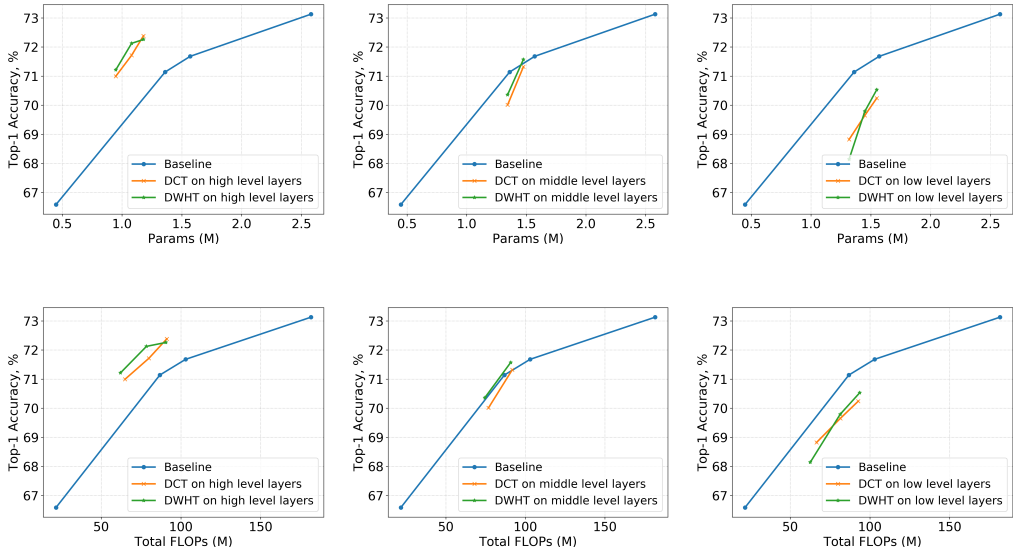 73
72
71
70
69
68
67
Top-1 Accuracy, %
Baseline
DCT on high level layers
DWHT on high level layers
0.5 1.0 1.5 2.0 2.5
Params (M)
73
72
71
70
69
68
67
Top-1 Accuracy, %
Baseline
DCT on middle level layers
DWHT on middle level layers
0.5 1.0 1.5 2.0 2.5
Params (M)
73
72
71
70
69
68
67
Top-1 Accuracy, %
Baseline
DCT on low level layers
DWHT on low level layers
0.5 1.0 1.5 2.0 2.5
Params (M)
73
72
71
70
69
68
67
Top-1 Accuracy, %
Baseline
DCT on high level layers
DWHT on high level layers
50 100 150
Total FLOPs (M)
73
72
71
70
69
68
67
Top-1 Accuracy, %
Baseline
DCT on middle level layers
DWHT on middle level layers
50 100 150
Total FLOPs (M)
73
72
71
70
69
68
67
Top-1 Accuracy, %
Baseline
DCT on low level layers
DWHT on low level layers
50 100 150
Total FLOPs (M)